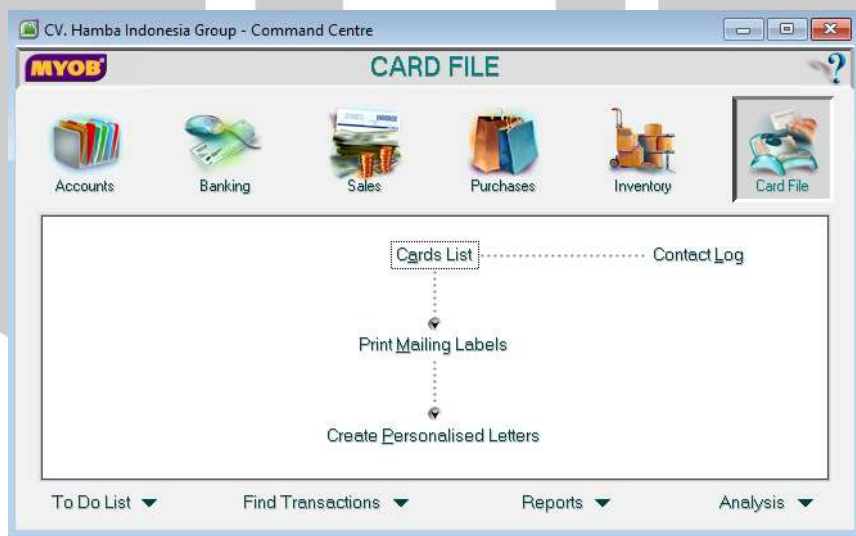 CV. Hamba Indonesia Group - Command Centre
MYOB CARD FILE ?
Accounts Banking Sales Purchases Inventory Card File
Cards List Contact Log
Print Mailing Labels
Create Personalised Letters
To Do List Find Transactions Reports Analysis